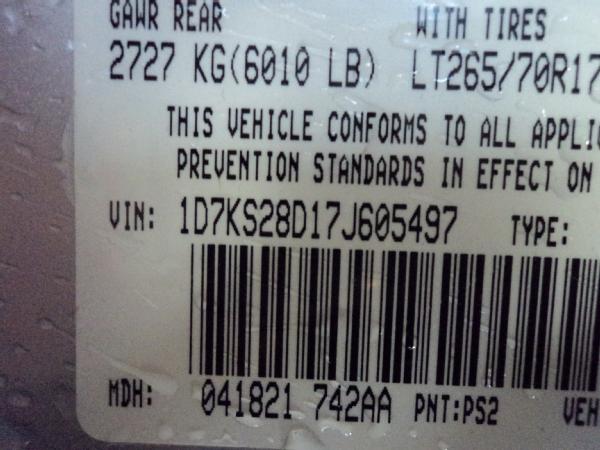 GAWR REAR WITH TIRES
2727 KG(6010 LB) LT265/70R17
THIS VEHICLE CONFORMS TO ALL
PREVENTION STANDARDS IN EFFECT ON
VIN: 1D7KS28D17J605497 TYPE:
MDH: 041821 742AA PNT:PS2